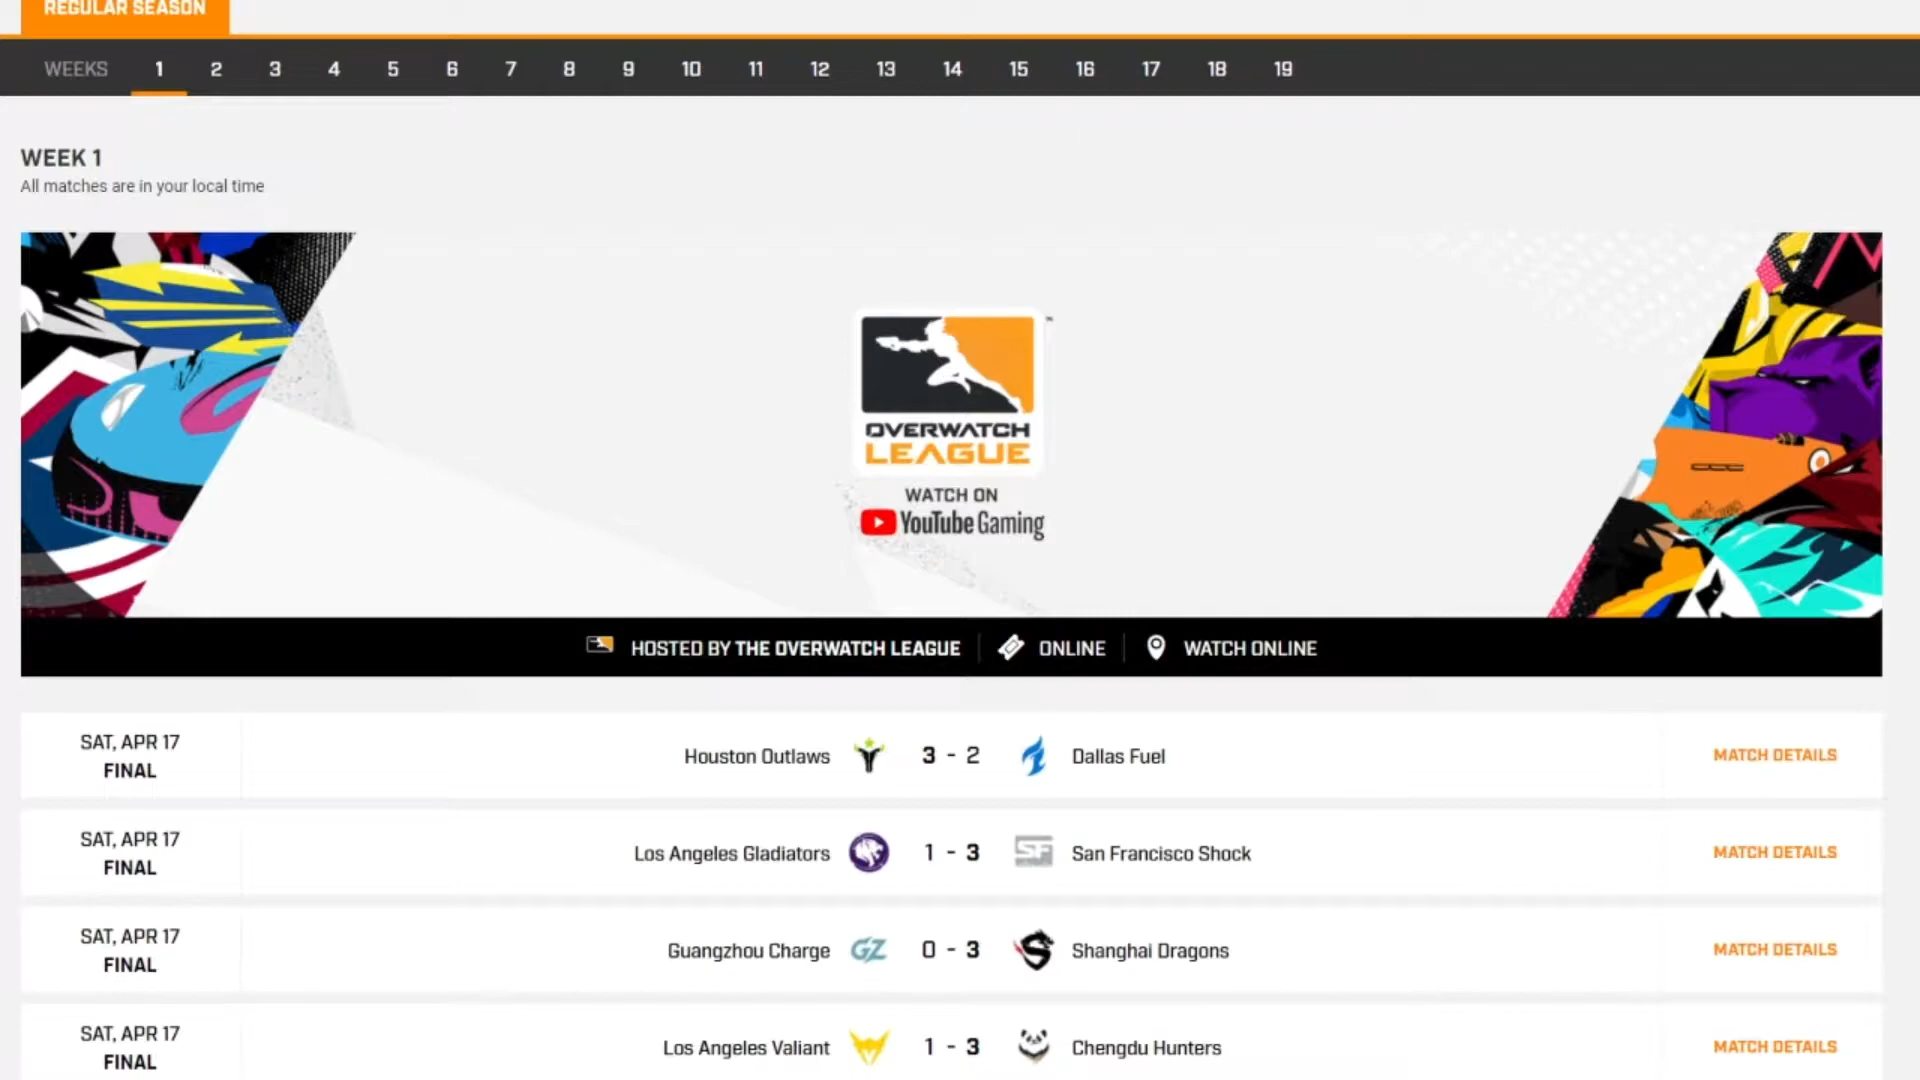 REGULAR SEASON
WEEKS 1 2 3 4 5 6 7 8 9 10 11 12 13 14 15 16 17 18 19
WEEK 1
All matches are in your local time
OVERWATCH
LEAGUE
WATCH ON
YouTube Gaming
HOSTED BY THE OVERWATCH LEAGUE ONLINE WATCH ONLINE
SAT, APR 17
FINAL
Houston Outlaws 3 - 2 Dallas Fuel
MATCH DETAILS
SAT, APR 17
FINAL
Los Angeles Gladiators 1 - 3 SF San Francisco Shock
MATCH DETAILS
SAT, APR 17
FINAL
Guangzhou Charge GZ 0 - 3 Shanghai Dragons
MATCH DETAILS
SAT, APR 17
FINAL
Los Angeles Valiant 1 - 3 Chengdu Hunters
MATCH DETAILS